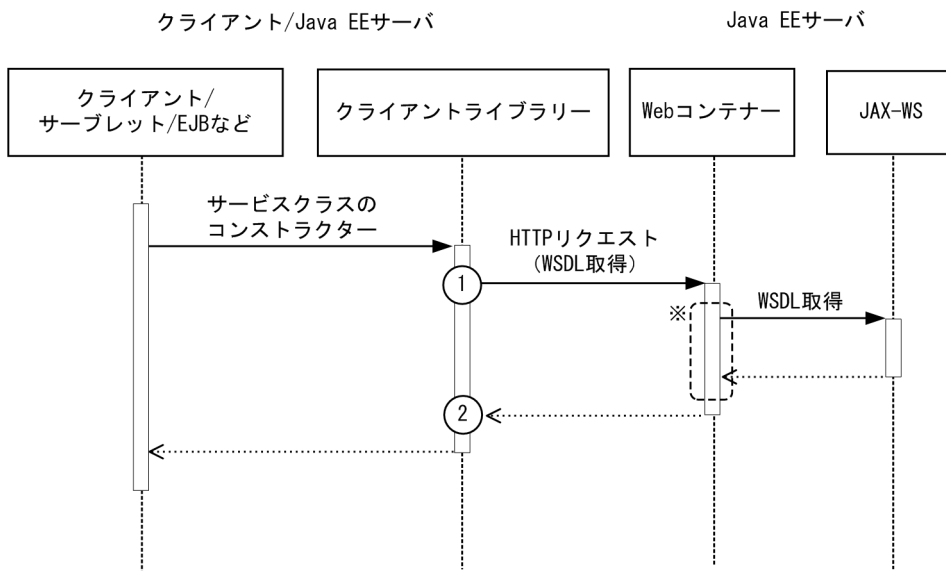 クライアント/Java EEサーバ
Java EEサーバ
クライアント/
サーブレット/EJBなど
クライアントライブラリー
Webコンテナー
JAX-WS
サービスクラスの
コンストラクター
HTTPリクエスト
(WSDL取得)
1
※
WSDL取得
2